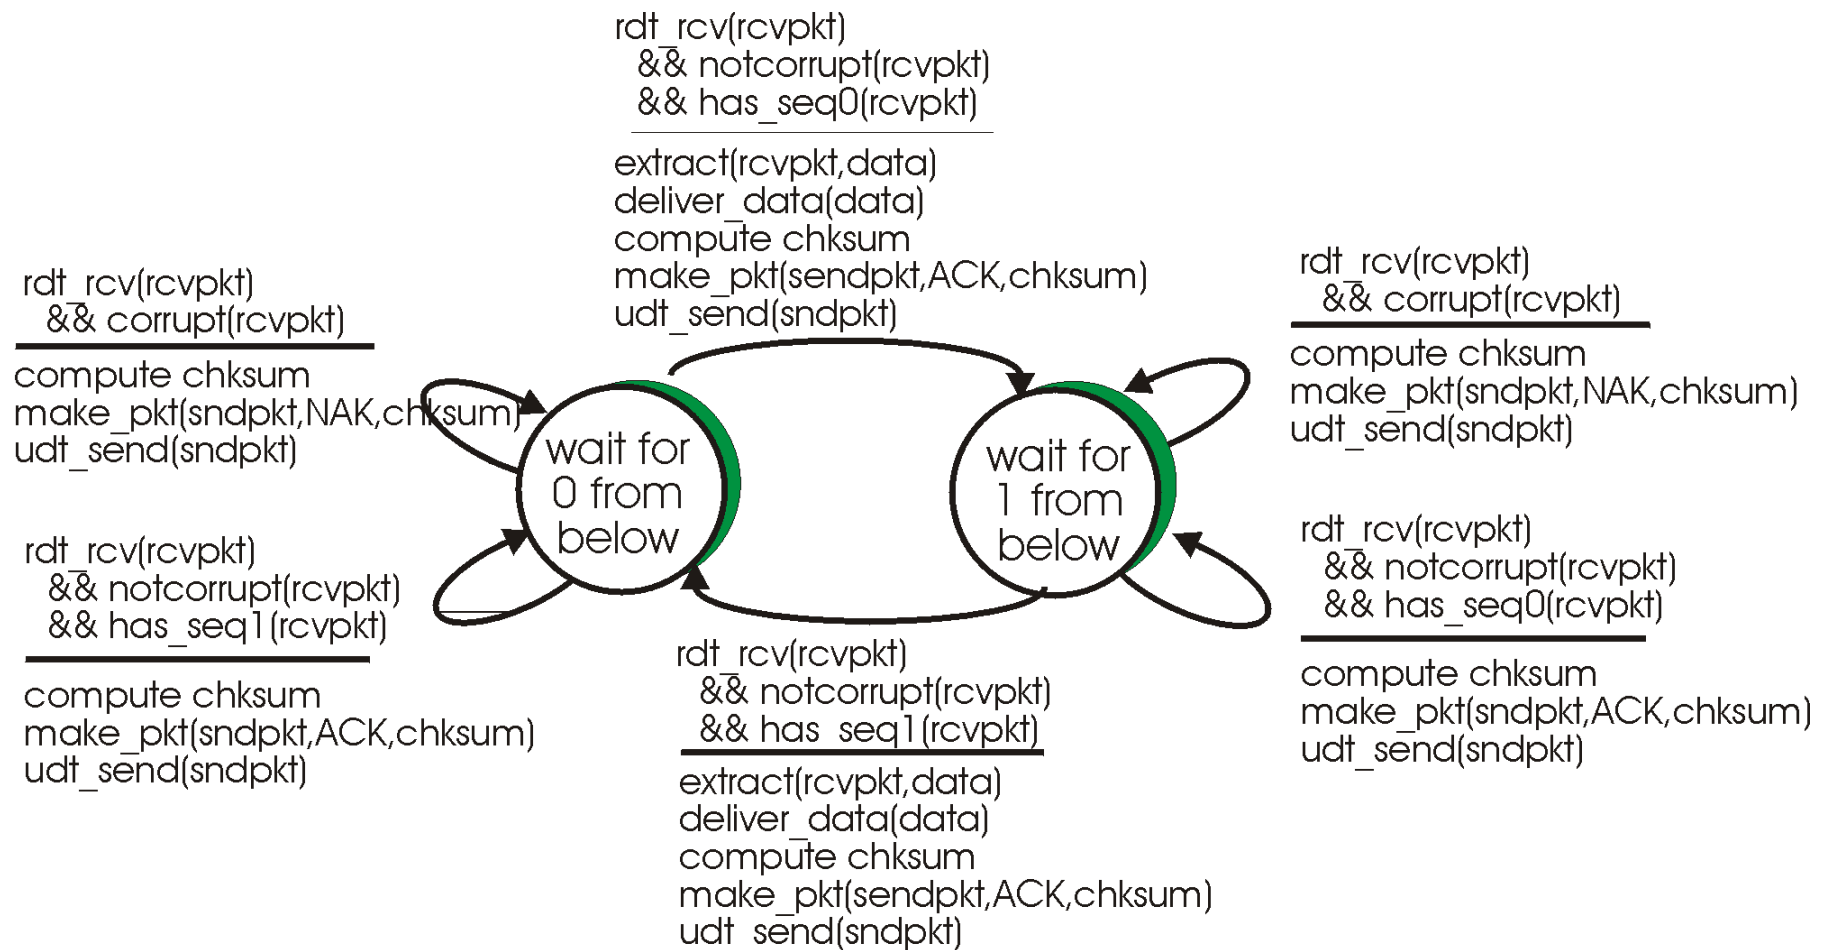 rdt_rcv(rcvpkt)
&& notcorrupt(rcvpkt)
&& has_seq0(rcvpkt)
extract(rcvpkt,data)
deliver_data(data)
compute chksum
make_pkt(sendpkt,ACK,chksum)
udt_send(sndpkt)
rdt_rcv(rcvpkt)
&& corrupt(rcvpkt)
compute chksum
make_pkt(sndpkt,NAK,chksum)
udt_send(sndpkt)
rdt_rcv(rcvpkt)
&& notcorrupt(rcvpkt)
&& has_seq1(rcvpkt)
compute chksum
make_pkt(sndpkt,ACK,chksum)
udt_send(sndpkt)
wait for
0 from
below
wait for
1 from
below
rdt_rcv(rcvpkt)
&& corrupt(rcvpkt)
compute chksum
make_pkt(sndpkt,NAK,chksum)
udt_send(sndpkt)
rdt_rcv(rcvpkt)
&& notcorrupt(rcvpkt)
&& has_seq0(rcvpkt)
compute chksum
make_pkt(sndpkt,ACK,chksum)
udt_send(sndpkt)
rdt_rcv(rcvpkt)
&& notcorrupt(rcvpkt)
&& has seq1(rcvpkt)
extract(rcvpkt,data)
deliver_data(data)
compute chksum
make_pkt(sendpkt,ACK,chksum)
udt send(sndpkt)